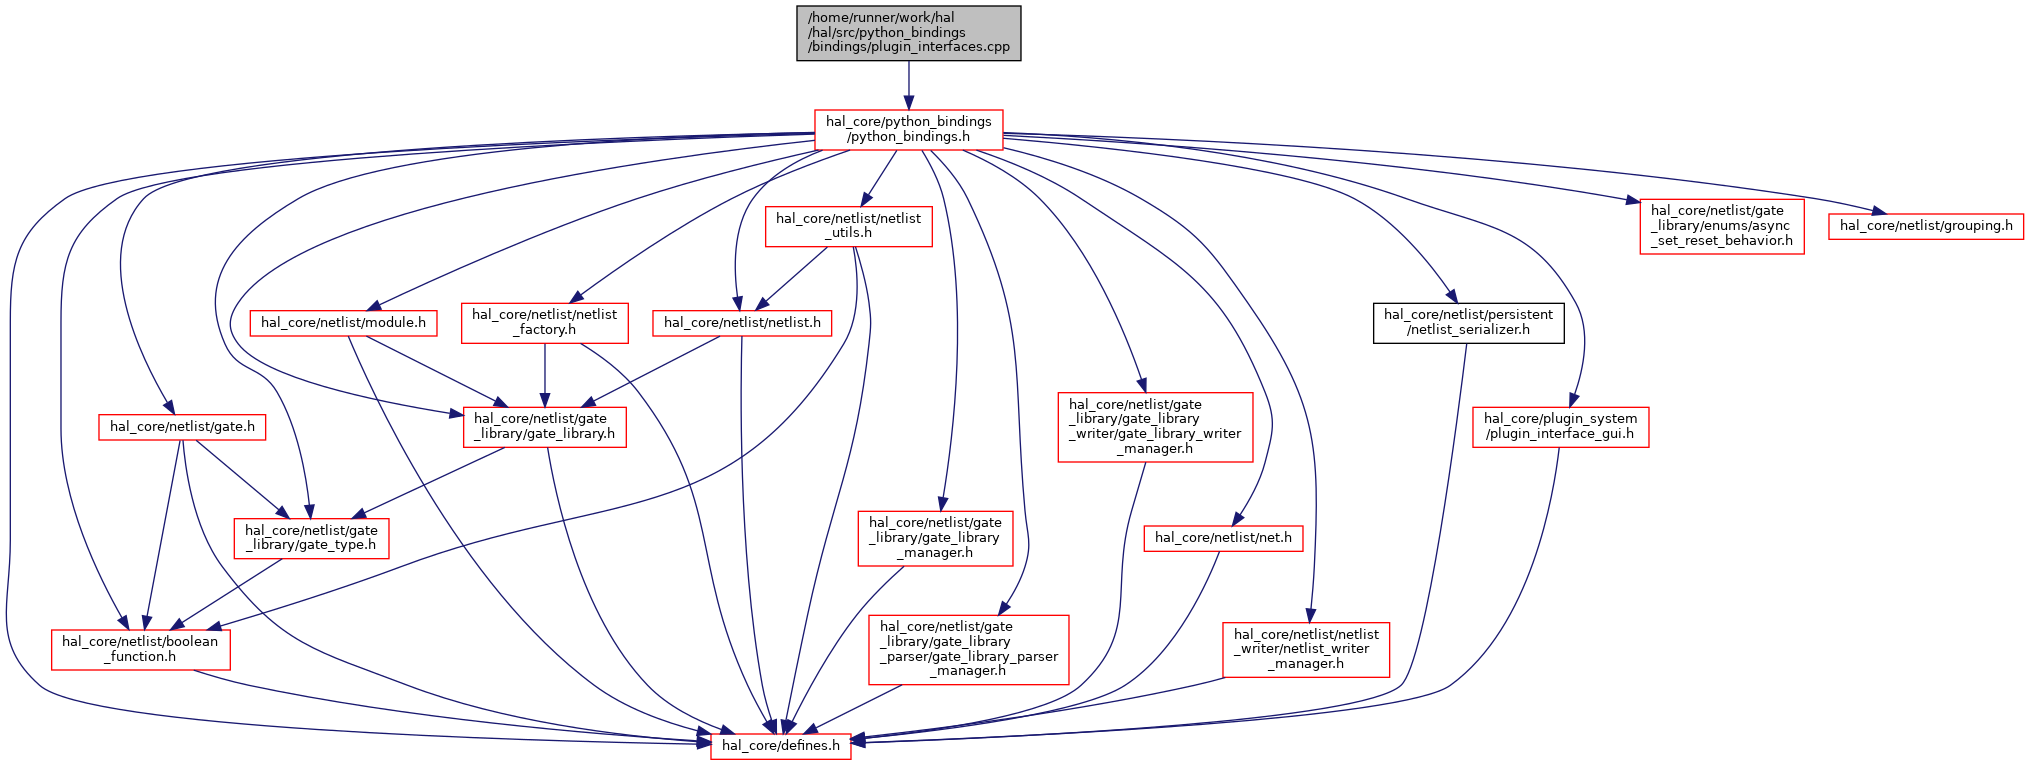 /home/runner/work/hal
/hal/src/python_bindings
/bindings/plugin_interfaces.cpp
hal_core/python_bindings
/python_bindings.h
hal_core/netlist/netlist
_utils.h
hal_core/netlist/gate
_library/enums/async
_set_reset_behavior.h
hal_core/netlist/grouping.h
hal_core/netlist/module.h
hal_core/netlist/netlist
_factory.h
hal_core/netlist/netlist.h
hal_core/netlist/persistent
/netlist_serializer.h
hal_core/netlist/gate.h
hal_core/netlist/gate
_library/gate_library.h
hal_core/netlist/gate
_library/gate_library
_writer/gate_library_writer
_manager.h
hal_core/plugin_system
/plugin_interface_gui.h
hal_core/netlist/gate
_library/gate_type.h
hal_core/netlist/gate
_library/gate_library
_manager.h
hal_core/netlist/net.h
hal_core/netlist/boolean
_function.h
hal_core/netlist/gate
_library/gate_library
_parser/gate_library_parser
_manager.h
hal_core/netlist/netlist
_writer/netlist_writer
_manager.h
hal_core/defines.h